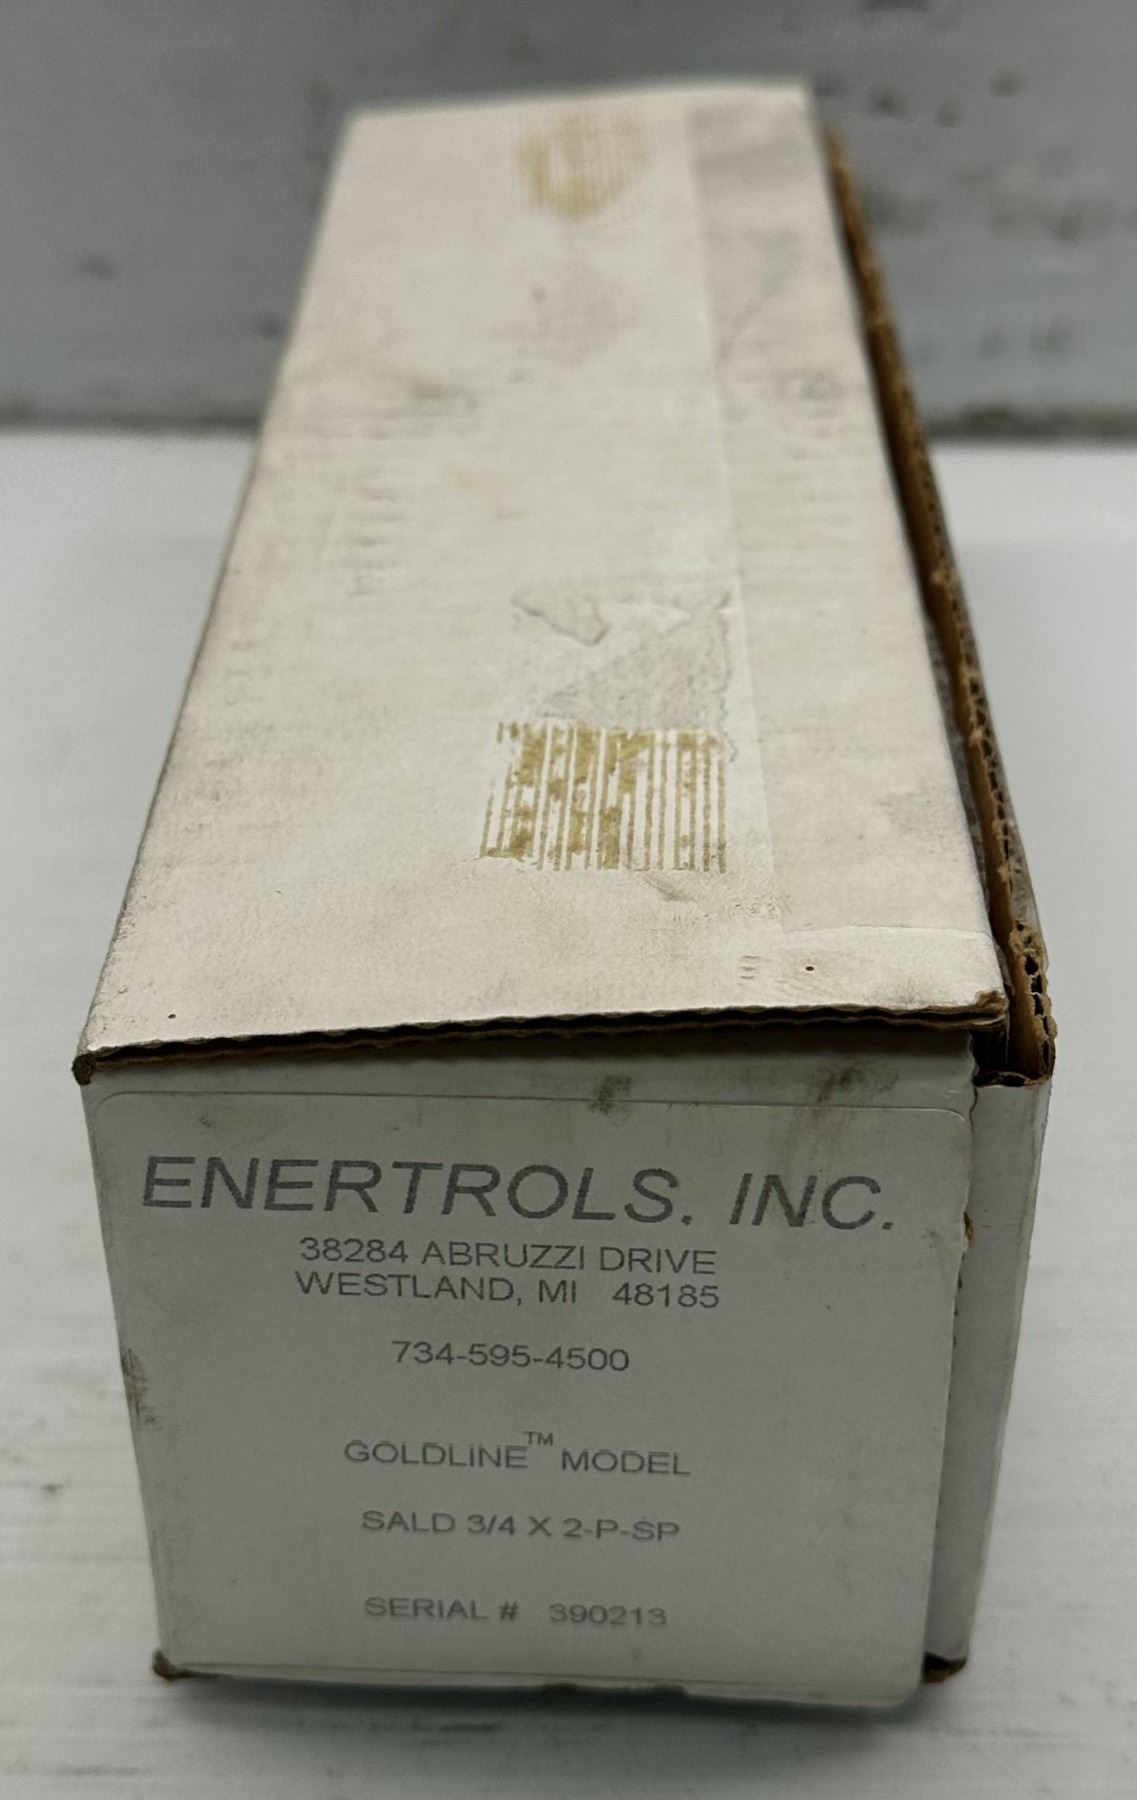 ENERTROLS. INC.
38284 ABRUZZI DRIVE
WESTLAND, MI 48185
734-595-4500
GOLDLINE™ MODEL
SALD 3/4 X 2-P-SP
SERIAL # 390213